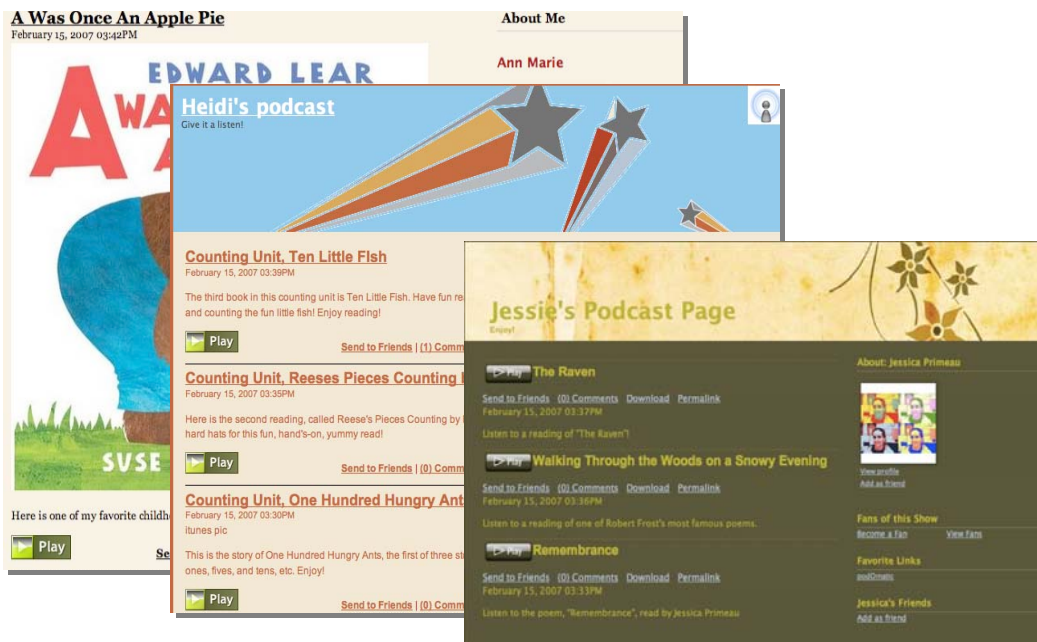 A Was Once An Apple Pie
February 15, 2007 03:42PM
EDWARD LEAR
A WA
A
SVSE
Here is one of my favorite childh
Play
Se
About Me
Ann Marie
Heidi's podcast
Give it a listen!
Counting Unit, Ten Little FIsh
February 15, 2007 03:39PM
The third book in this counting unit is Ten Little Fish. Have fun re
and counting the fun little fish! Enjoy reading!
Play
Send to Friends | (1) Comm
Counting Unit, Reeses Pieces Counting
February 15, 2007 03:35PM
Here is the second reading, called Reese's Pieces Counting by
hard hats for this fun, hand's-on, yummy read!
Play
Send to Friends | (0) Comm
Counting Unit, One Hundred Hungry Ant
February 15, 2007 03:30PM
itunes pic
This is the story of One Hundred Hungry Ants, the first of three st
ones, fives, and tens, etc. Enjoy!
Play
Send to Friends | (0) Comm
Jessie's Podcast Page
Enjoy!
Play The Raven
Send to Friends (0) Comments Download Permalink
February 15, 2007 03:37PM
Listen to a reading of "The Raven"!
Play Walking Through the Woods on a Snowy Evening
Send to Friends (0) Comments Download Permalink
February 15, 2007 03:36PM
Listen to a reading of one of Robert Frost's most famous poems.
Play Remembrance
Send to Friends (0) Comments Download Permalink
February 15, 2007 03:33PM
Listen to the poem, "Remembrance", read by Jessica Primeau
About: Jessica Primeau
View profile
Add as friend
Fans of this Show
Become a Fan View Fans
Favorite Links
podOmatic
Jessica's Friends
Add as friend